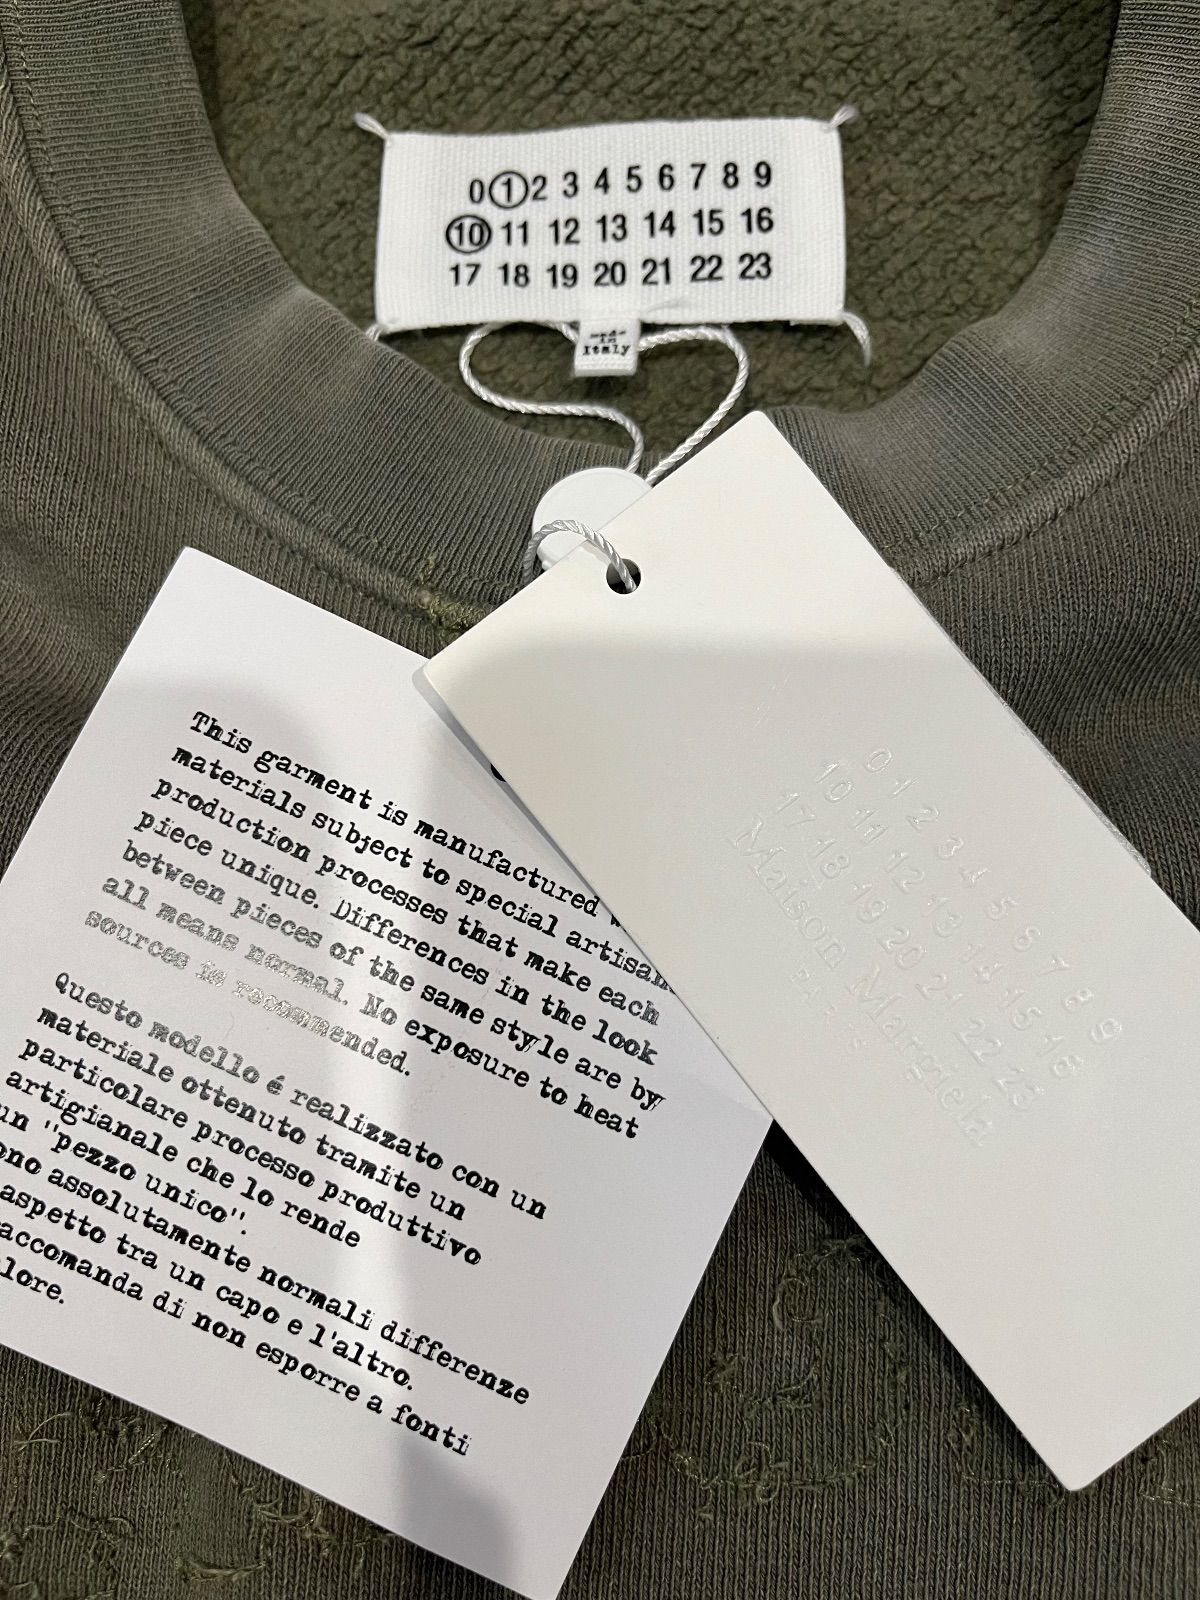 0 1 2 3 4 5 6 7 8 9
10 11 12 13 14 15 16
17 18 19 20 21 22 23
made
in
Italy
This garment is manufactured
materials subject to special artisan
production processes that make each
piece unique. Differences in the look
between pieces of the same style are by
all means normal. No exposure to heat
sources is recommended.
Questo modello é realizzato con un
materiale ottenuto tramite un
particolare processo produttivo
artigianale che lo rende
un "pezzo unico".
ono assolutamente normali differenze
aspetto tra un capo e l'altro.
accomanda di non esporre a fonti
lore.
0 1 2 3 4 5 6 7 8 9
10 11 12 13 14 15 16
17 18 19 20 21 22 23
Maison Margiela
PARIS